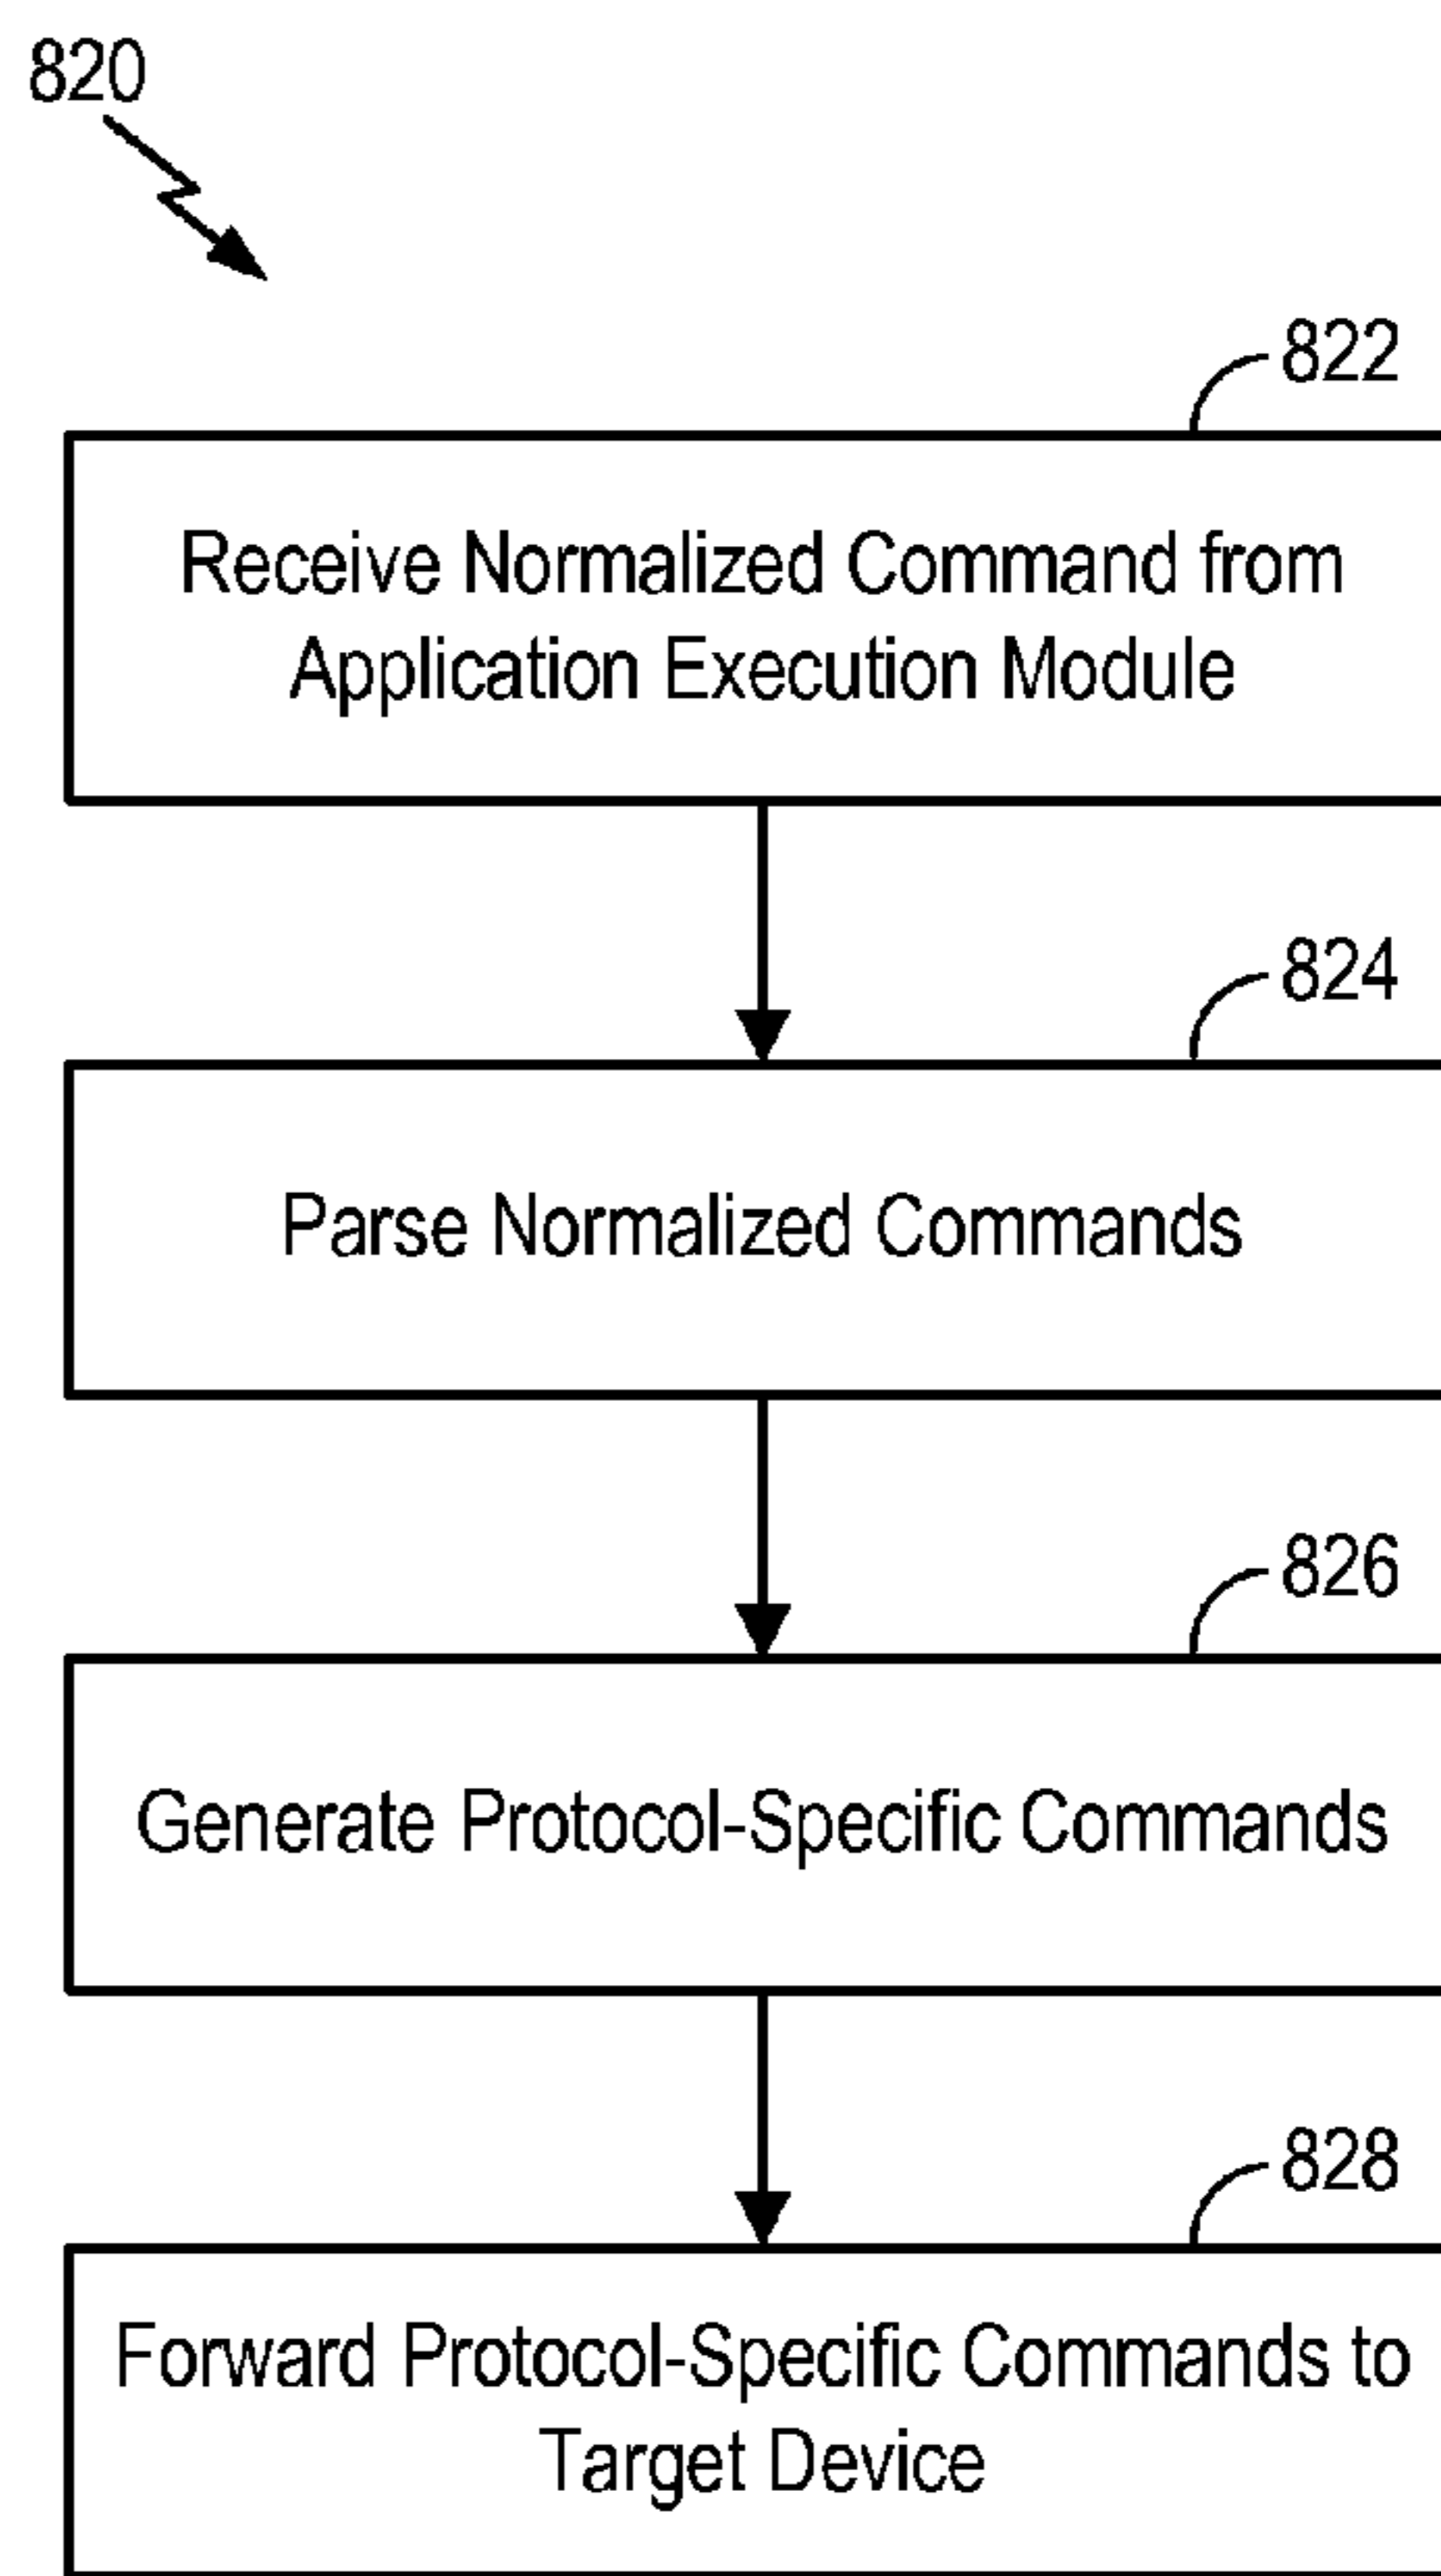 820
822
Receive Normalized Command from
Application Execution Module
824
Parse Normalized Commands
826
Generate Protocol-Specific Commands
828
Forward Protocol-Specific Commands to
Target Device